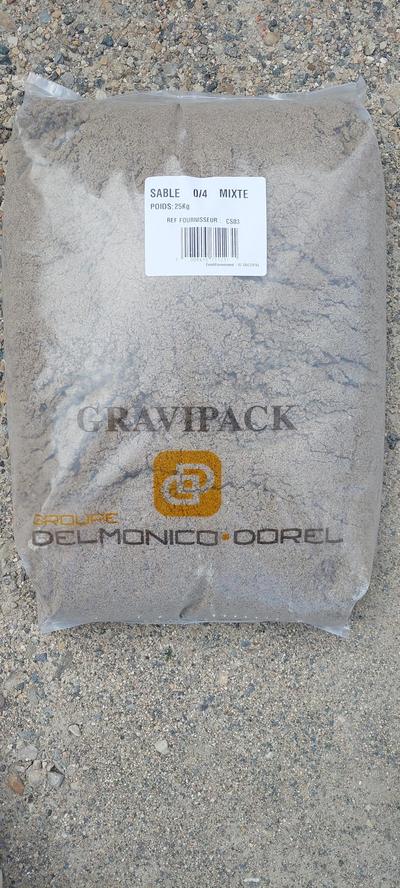 SABLE 0/4 MIXTE
POIDS: 25Kg
REF FOURNISSEUR : CS03
GRAVIPACK
GROUPE
DELMONICO•DOREL